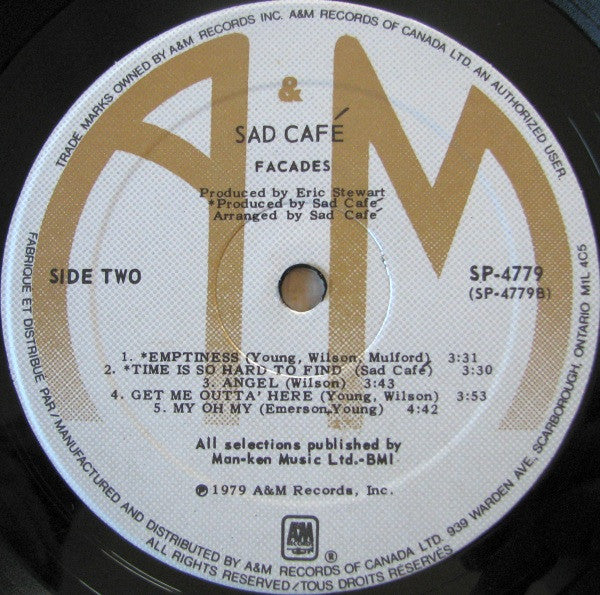 TRADE MARKS OWNED BY A&M RECORDS INC. A&M RECORDS OF CANADA LTD. AN AUTHORIZED USER.
&
SAD CAFÉ
FACADES
Produced by Eric Stewart
*Produced by Sad Café
Arranged by Sad Café
SIDE TWO
SP-4779
(SP-4779B)
1. *EMPTINESS (Young, Wilson, Mulford) 3:31
2. *TIME IS SO HARD TO FIND (Sad Café) 3:30
3. ANGEL (Wilson) 3:43
4. GET ME OUTTA' HERE (Young, Wilson) 3:53
5. MY OH MY (Emerson,Young) 4:42
All selections published by
Man-ken Music Ltd.-BMI
℗ 1979 A&M Records, Inc.
A&M ®
FABRIQUE ET DISTRIBUÉ PAR/MANUFACTURED AND DISTRIBUTED BY A&M RECORDS OF CANADA LTD. 939 WARDEN AVE, SCARBOROUGH, ONTARIO M1L 4C5
ALL RIGHTS RESERVED/TOUS DROITS RÉSERVÉS